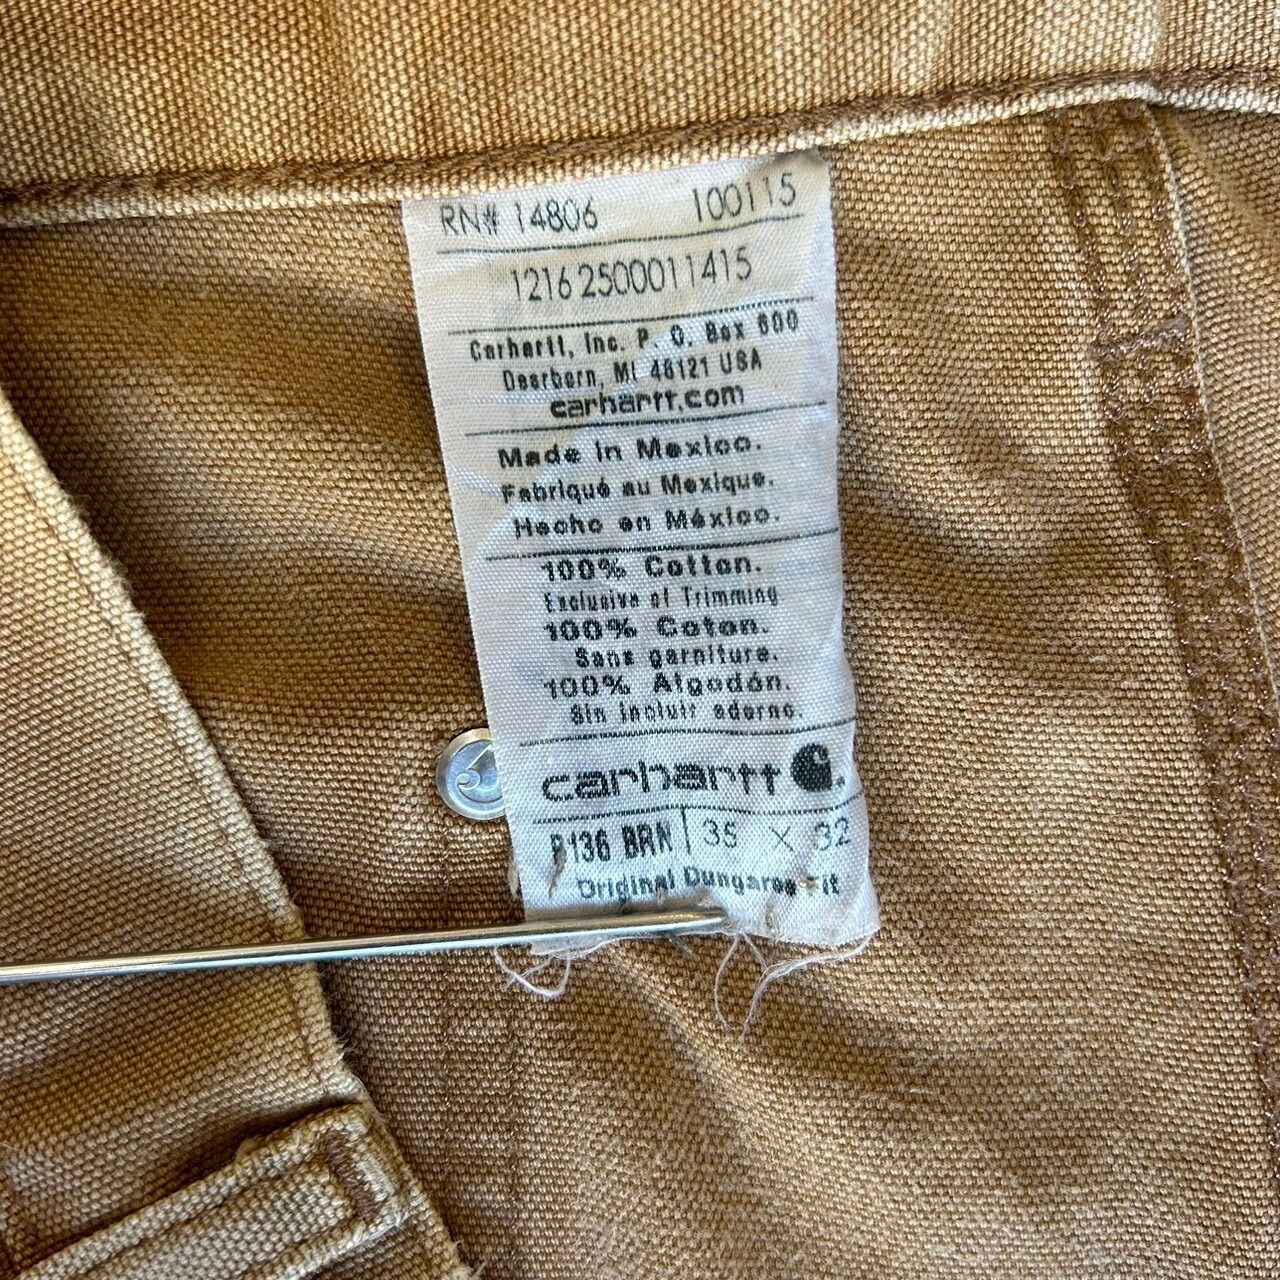 RN# 14806 100115
1216 2500011415
Carhartt, Inc. P. O. Box 600
Dearborn, MI 48121 USA
carhartt.com
Made in Mexico.
Fabriqué au Mexique.
Hecho en México.
100% Cotton.
Exclusive of Trimming
100% Coton.
Sans garniture.
100% Algodón.
Sin incluir adorno.
carhartt
B136 BRN 35 X 32
Original Dungaree Fit